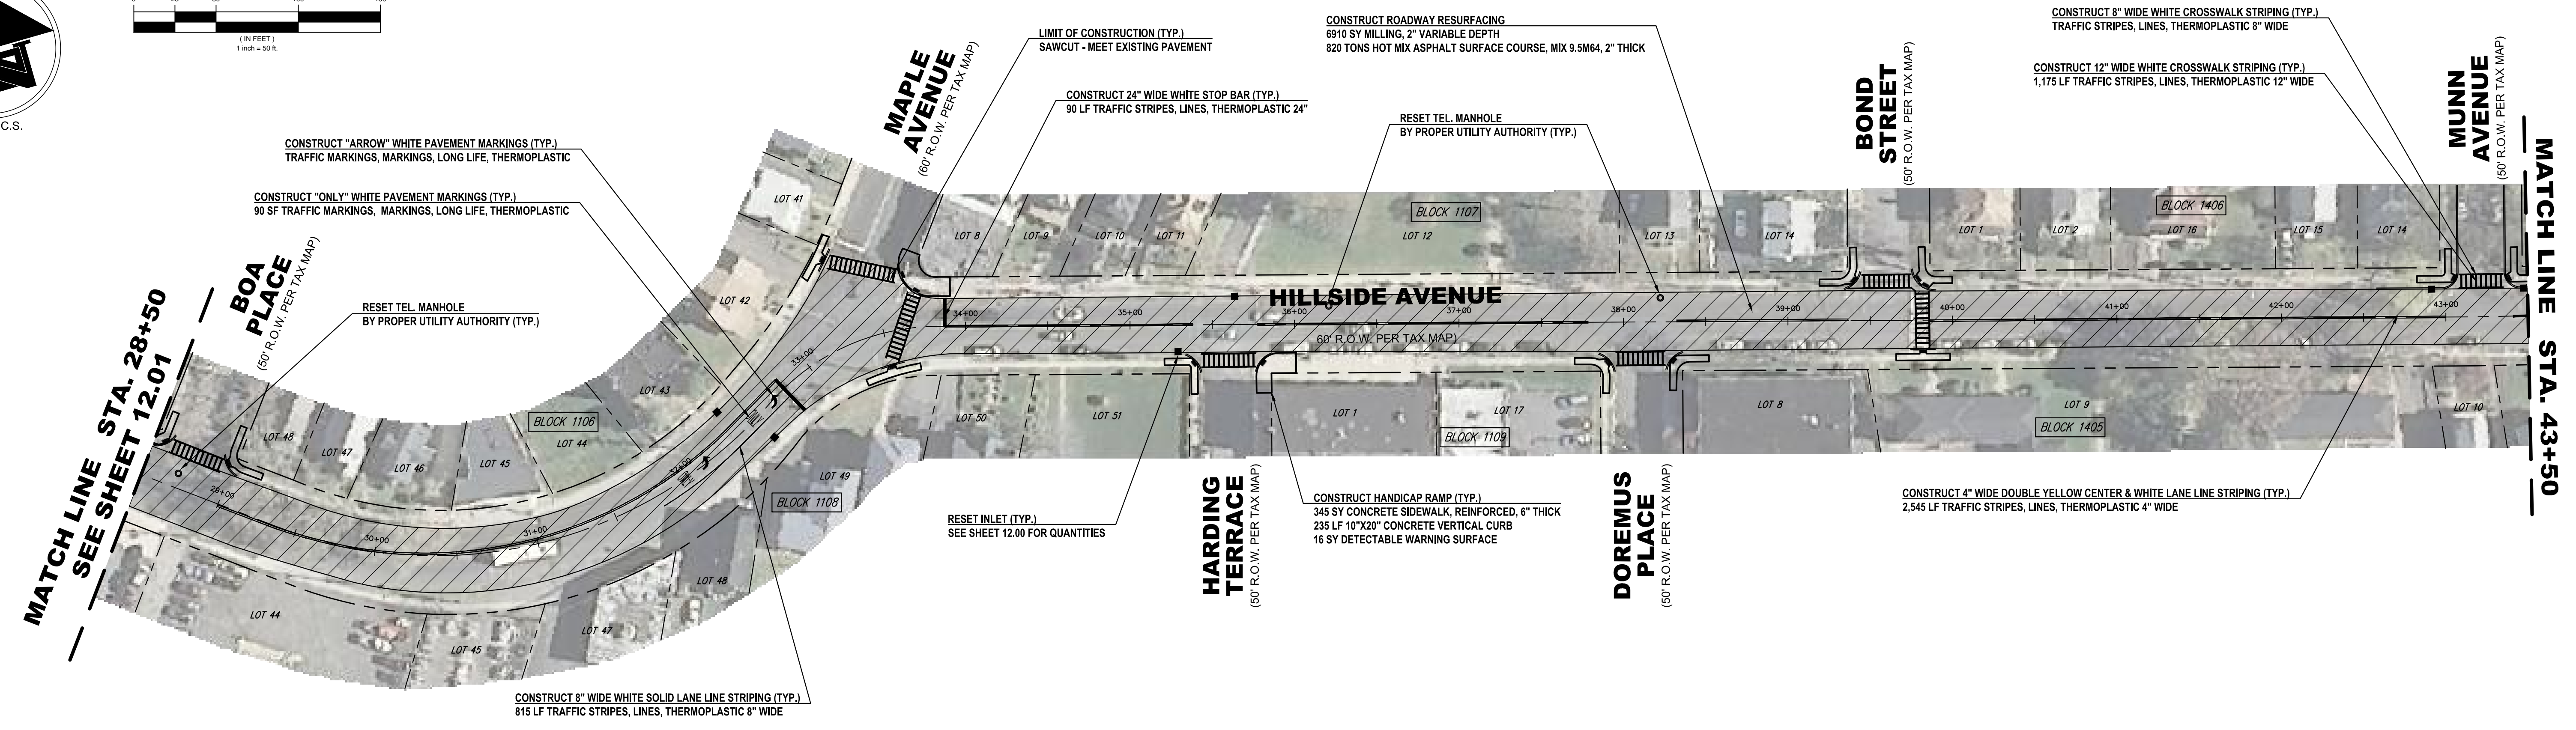 ( IN FEET )
1 inch = 50 ft.
C.S.
LIMIT OF CONSTRUCTION (TYP.)
SAWCUT - MEET EXISTING PAVEMENT
CONSTRUCT ROADWAY RESURFACING
6910 SY MILLING, 2" VARIABLE DEPTH
820 TONS HOT MIX ASPHALT SURFACE COURSE, MIX 9.5M64, 2" THICK
CONSTRUCT 8" WIDE WHITE CROSSWALK STRIPING (TYP.)
TRAFFIC STRIPES, LINES, THERMOPLASTIC 8" WIDE
CONSTRUCT 12" WIDE WHITE CROSSWALK STRIPING (TYP.)
1,175 LF TRAFFIC STRIPES, LINES, THERMOPLASTIC 12" WIDE
CONSTRUCT 24" WIDE WHITE STOP BAR (TYP.)
90 LF TRAFFIC STRIPES, LINES, THERMOPLASTIC 24"
RESET TEL. MANHOLE
BY PROPER UTILITY AUTHORITY (TYP.)
CONSTRUCT "ARROW" WHITE PAVEMENT MARKINGS (TYP.)
TRAFFIC MARKINGS, MARKINGS, LONG LIFE, THERMOPLASTIC
CONSTRUCT "ONLY" WHITE PAVEMENT MARKINGS (TYP.)
90 SF TRAFFIC MARKINGS, MARKINGS, LONG LIFE, THERMOPLASTIC
MAPLE
AVENUE
(60' R.O.W. PER TAX MAP)
BOND
STREET
(50' R.O.W. PER TAX MAP)
MUNN
AVENUE
(50' R.O.W. PER TAX MAP)
MATCH LINE STA. 43+50
BOA
PLACE
(50' R.O.W. PER TAX MAP)
RESET TEL. MANHOLE
BY PROPER UTILITY AUTHORITY (TYP.)
MATCH LINE STA. 28+50
SEE SHEET 12.01
LOT 41
LOT 42
LOT 43
BLOCK 1106
LOT 44
LOT 45
LOT 46
LOT 47
LOT 48
LOT 8
LOT 9
LOT 10
LOT 11
BLOCK 1107
LOT 12
LOT 13
LOT 14
LOT 1
LOT 2
BLOCK 1406
LOT 16
LOT 15
LOT 14
HILLSIDE AVENUE
60' R.O.W. PER TAX MAP)
29+00
30+00
31+00
32+00
33+00
34+00
35+00
36+00
37+00
38+00
39+00
40+00
41+00
42+00
43+00
LOT 50
LOT 51
LOT 1
LOT 17
BLOCK 1109
LOT 8
LOT 9
BLOCK 1405
LOT 10
LOT 49
BLOCK 1108
LOT 48
LOT 47
LOT 45
LOT 44
RESET INLET (TYP.)
SEE SHEET 12.00 FOR QUANTITIES
HARDING
TERRACE
(50' R.O.W. PER TAX MAP)
CONSTRUCT HANDICAP RAMP (TYP.)
345 SY CONCRETE SIDEWALK, REINFORCED, 6" THICK
235 LF 10"X20" CONCRETE VERTICAL CURB
16 SY DETECTABLE WARNING SURFACE
DOREMUS
PLACE
(50' R.O.W. PER TAX MAP)
CONSTRUCT 4" WIDE DOUBLE YELLOW CENTER & WHITE LANE LINE STRIPING (TYP.)
2,545 LF TRAFFIC STRIPES, LINES, THERMOPLASTIC 4" WIDE
CONSTRUCT 8" WIDE WHITE SOLID LANE LINE STRIPING (TYP.)
815 LF TRAFFIC STRIPES, LINES, THERMOPLASTIC 8" WIDE